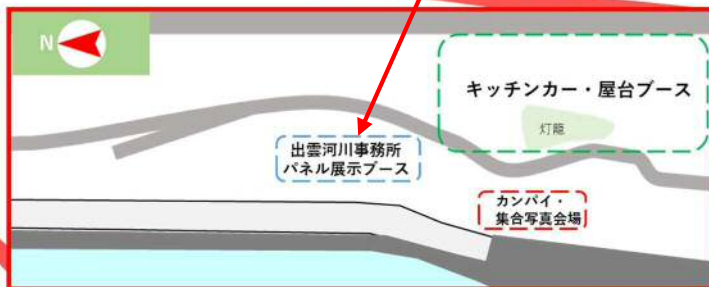 N
キッチンカー・屋台ブース
灯籠
出雲河川事務所
パネル展示ブース
カンパイ・
集合写真会場